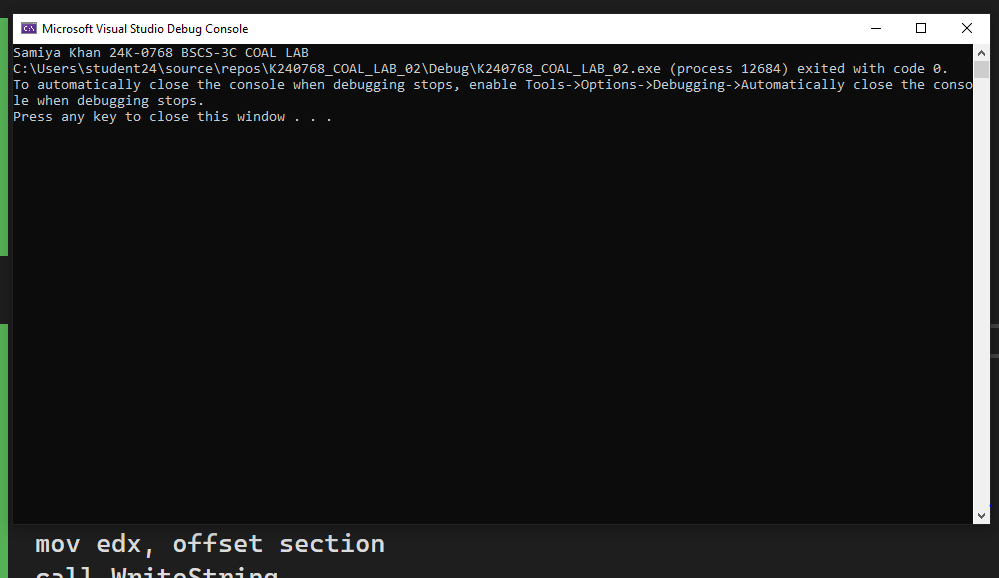 Microsoft Visual Studio Debug Console
Samiya Khan 24K-0768 BSCS-3C COAL LAB
C:\Users\student24\source\repos\K240768_COAL_LAB_02\Debug\K240768_COAL_LAB_02.exe (process 12684) exited with code 0.
To automatically close the console when debugging stops, enable Tools->Options->Debugging->Automatically close the conso
le when debugging stops.
Press any key to close this window . . .
mov edx, offset section
call WriteString